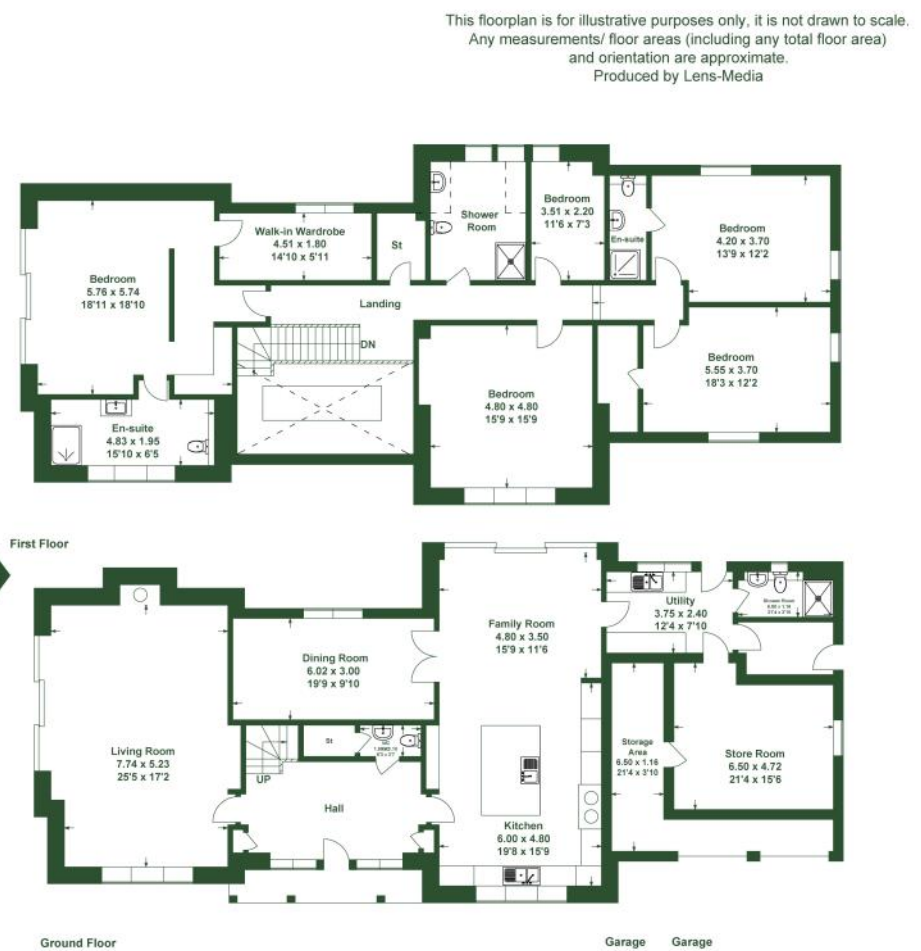 This floorplan is for illustrative purposes only, it is not drawn to scale.
Any measurements/ floor areas (including any total floor area)
and orientation are approximate.
Produced by Lens-Media
Bedroom
5.76 x 5.74
18'11 x 18'10
Walk-in Wardrobe
4.51 x 1.80
14'10 x 5'11
St
Shower
Room
Bedroom
3.51 x 2.20
11'6 x 7'3
En-suite
Bedroom
4.20 x 3.70
13'9 x 12'2
Landing
DN
Bedroom
4.80 x 4.80
15'9 x 15'9
Bedroom
5.55 x 3.70
18'3 x 12'2
En-suite
4.83 x 1.95
15'10 x 6'5
First Floor
Living Room
7.74 x 5.23
25'5 x 17'2
Dining Room
6.02 x 3.00
19'9 x 9'10
Family Room
4.80 x 3.50
15'9 x 11'6
Utility
3.75 x 2.40
12'4 x 7'10
Shower Room
St
UP
Hall
Kitchen
6.00 x 4.80
19'8 x 15'9
Storage
Area
6.50 x 1.16
21'4 x 3'10
Store Room
6.50 x 4.72
21'4 x 15'6
Ground Floor
Garage
Garage